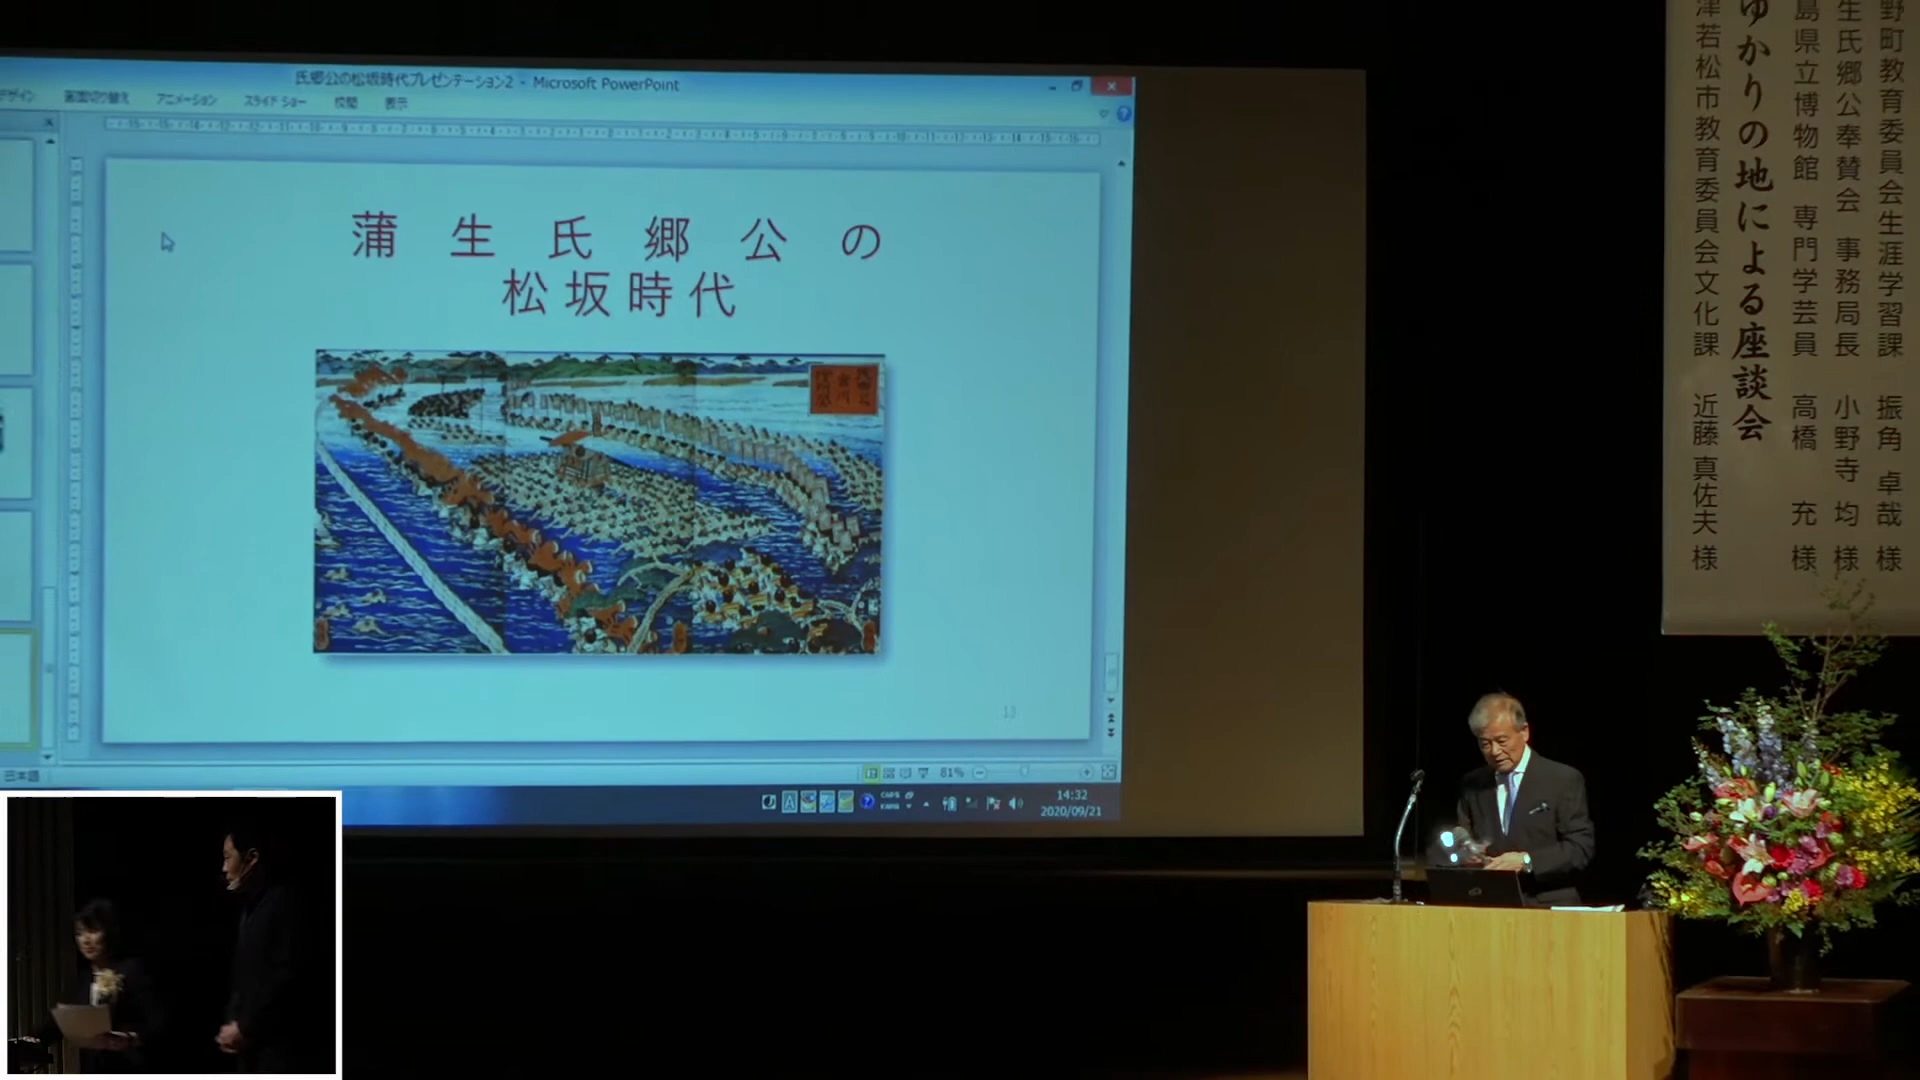 氏郷公の松坂時代プレゼンテーション2 - Microsoft PowerPoint
デザイン 画面切り替え アニメーション スライド ショー 校閲 表示
蒲生氏郷公の
松坂時代
13
日本語
81%
14:32
2020/09/21
野町教育委員会生涯学習課 振角 卓哉 様
生氏郷公奉賛会 事務局長 小野寺 均 様
島県立博物館 専門学芸員 高橋 充 様
ゆかりの地による座談会
津若松市教育委員会文化課 近藤 真佐夫 様